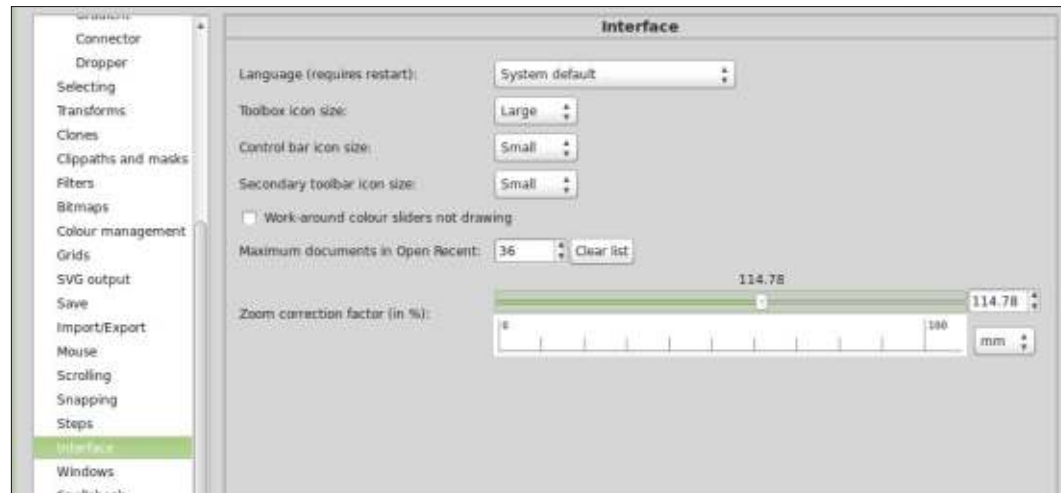 Connector
Dropper
Selecting
Transforms
Clones
Clippaths and masks
Filters
Bitmaps
Colour management
Grids
SVG output
Save
Import/Export
Mouse
Scrolling
Snapping
Steps
Interface
Windows
Interface
Language (requires restart): System default
Toolbox icon size: Large
Control bar icon size: Small
Secondary toolbar icon size: Small
Work-around colour sliders not drawing
Maximum documents in Open Recent: 36 Clear list
114.78
Zoom correction factor (in %): 114.78
0 100 mm